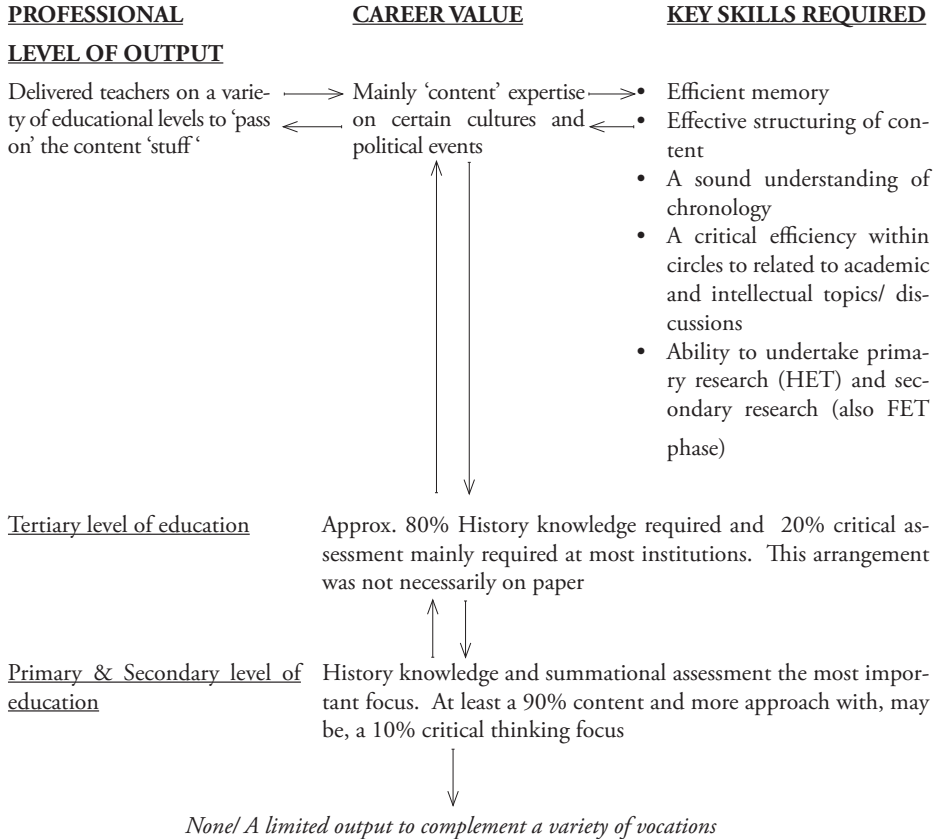 PROFESSIONAL
LEVEL OF OUTPUT
CAREER VALUE
KEY SKILLS REQUIRED
Delivered teachers on a varie-
ty of educational levels to ‘pass
on’ the content ‘stuff ‘
Mainly ‘content’ expertise
on certain cultures and
political events
• Efficient memory
• Effective structuring of con-
tent
• A sound understanding of
chronology
• A critical efficiency within
circles to related to academic
and intellectual topics/ dis-
cussions
• Ability to undertake prima-
ry research (HET) and sec-
ondary research (also FET
phase)
Tertiary level of education
Approx. 80% History knowledge required and 20% critical as-
sessment mainly required at most institutions. This arrangement
was not necessarily on paper
Primary & Secondary level of
education
History knowledge and summational assessment the most impor-
tant focus. At least a 90% content and more approach with, may
be, a 10% critical thinking focus
None/ A limited output to complement a variety of vocations